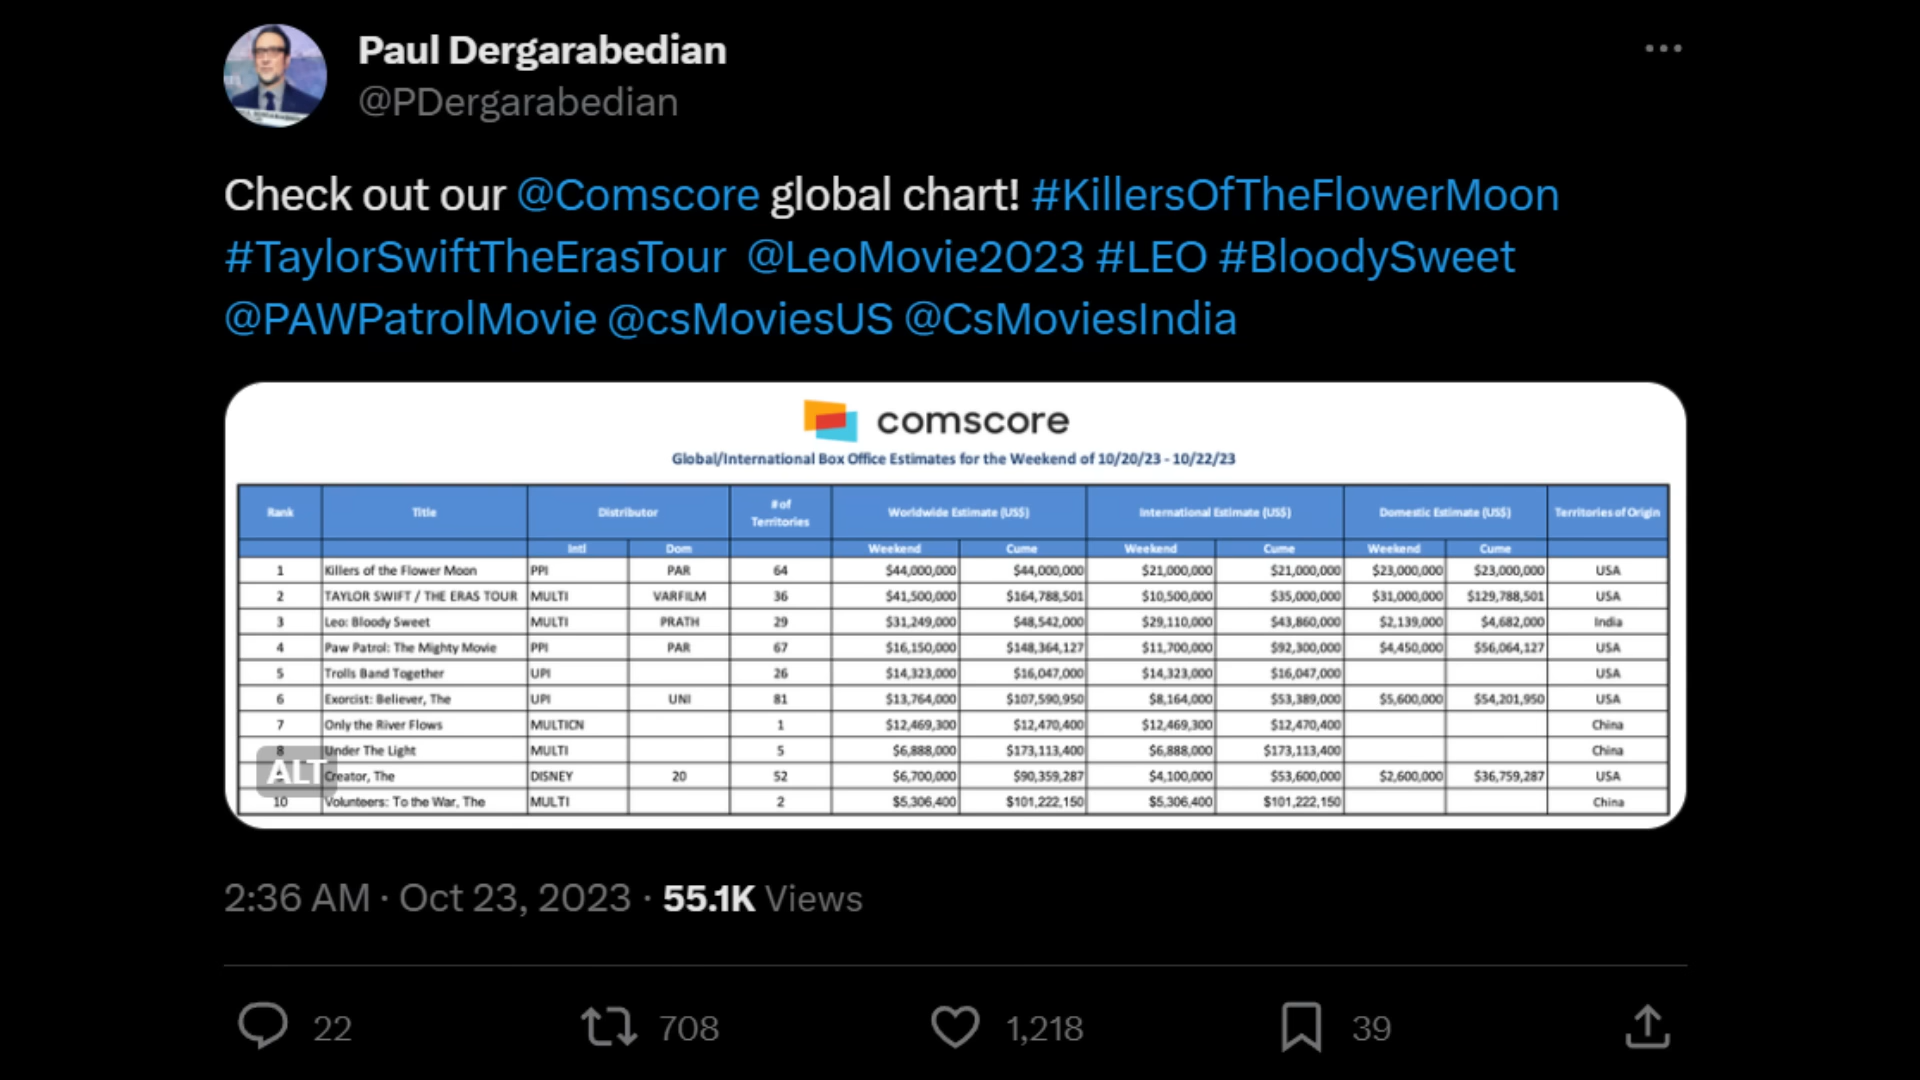 Paul Dergarabedian
@PDergarabedian
Check out our @Comscore global chart! #KillersOfTheFlowerMoon
#TaylorSwiftTheErasTour @LeoMovie2023 #LEO #BloodySweet
@PAWPatrolMovie @csMoviesUS @CsMoviesIndia
comscore
Global/International Box Office Estimates for the Weekend of 10/20/23 - 10/22/23
Rank Title Distributor # of Territories Worldwide Estimate (US$) International Estimate (US$) Domestic Estimate (US$) Territories of Origin
Intl Dom Weekend Cume Weekend Cume Weekend Cume
1 Killers of the Flower Moon PPI PAR 64 $44,000,000 $44,000,000 $21,000,000 $21,000,000 $23,000,000 $23,000,000 USA
2 TAYLOR SWIFT / THE ERAS TOUR MULTI VARFILM 36 $41,500,000 $164,788,501 $10,500,000 $35,000,000 $31,000,000 $129,788,501 USA
3 Leo: Bloody Sweet MULTI PRATH 29 $31,249,000 $48,542,000 $29,110,000 $43,860,000 $2,139,000 $4,682,000 India
4 Paw Patrol: The Mighty Movie PPI PAR 67 $16,150,000 $148,364,127 $11,700,000 $92,300,000 $4,450,000 $56,064,127 USA
5 Trolls Band Together UPI 26 $14,323,000 $16,047,000 $14,323,000 $16,047,000 USA
6 Exorcist: Believer, The UPI UNI 81 $13,764,000 $107,590,950 $8,164,000 $53,389,000 $5,600,000 $54,201,950 USA
7 Only the River Flows MULTICN 1 $12,469,300 $12,470,400 $12,469,300 $12,470,400 China
8 Under The Light MULTI 5 $6,888,000 $173,113,400 $6,888,000 $173,113,400 China
ALT Creator, The DISNEY 20 52 $6,700,000 $90,359,287 $4,100,000 $53,600,000 $2,600,000 $36,759,287 USA
10 Volunteers: To the War, The MULTI 2 $5,306,400 $101,222,150 $5,306,400 $101,222,150 China
2:36 AM · Oct 23, 2023 · 55.1K Views
22 708 1,218 39